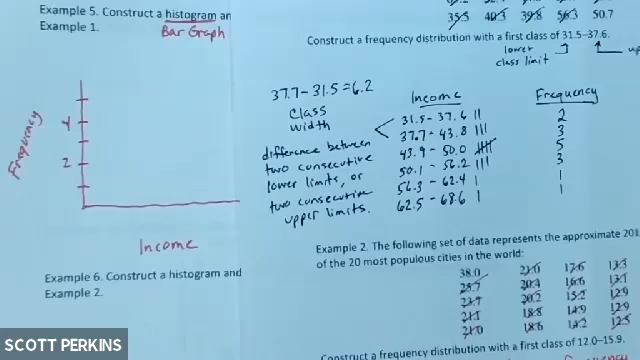 Example 5. Construct a histogram an
Example 1.
Bar Graph
Frequency
4
2
Income
Example 6. Construct a histogram and
Example 2.
35.5 40.3 39.8 56.3 50.7
Construct a frequency distribution with a first class of 31.5–37.6.
lower
class limit
up
37.7 - 31.5 = 6.2
class
width
difference between
two consecutive
lower limits, or
two consecutive
upper limits.
Income Frequency
31.5 - 37.6 || 2
37.7 - 43.8 ||| 3
43.9 - 50.0 5
50.1 - 56.2 ||| 3
56.3 - 62.4 | 1
62.5 - 68.6 | 1
Example 2. The following set of data represents the approximate 201
of the 20 most populous cities in the world:
38.0 21.0 17.6 13.3
25.7 20.4 16.6 13.1
23.7 20.2 15.2 12.9
21.1 18.8 14.9 12.9
21.0 18.6 14.2 12.5
Construct a frequency distribution with a first class of 12.0–15.9.
SCOTT PERKINS